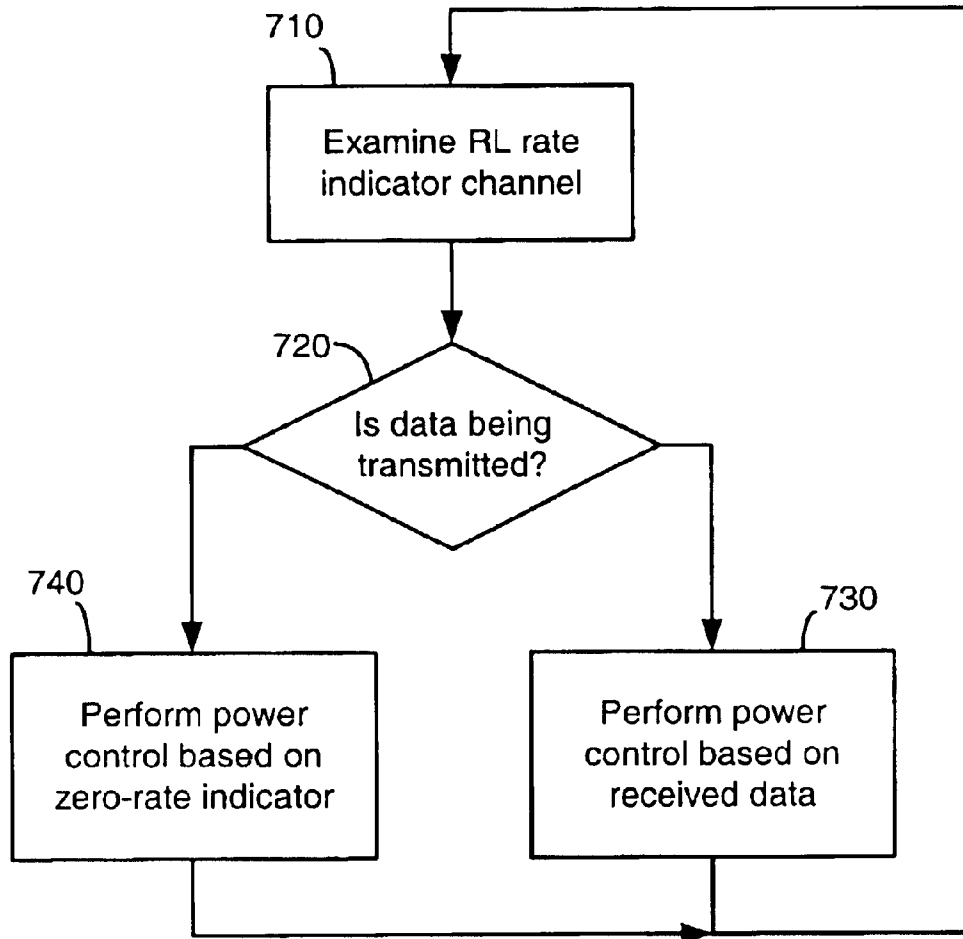 710
Examine RL rate
indicator channel
720
Is data being
transmitted?
740
Perform power
control based on
zero-rate indicator
730
Perform power
control based on
received data